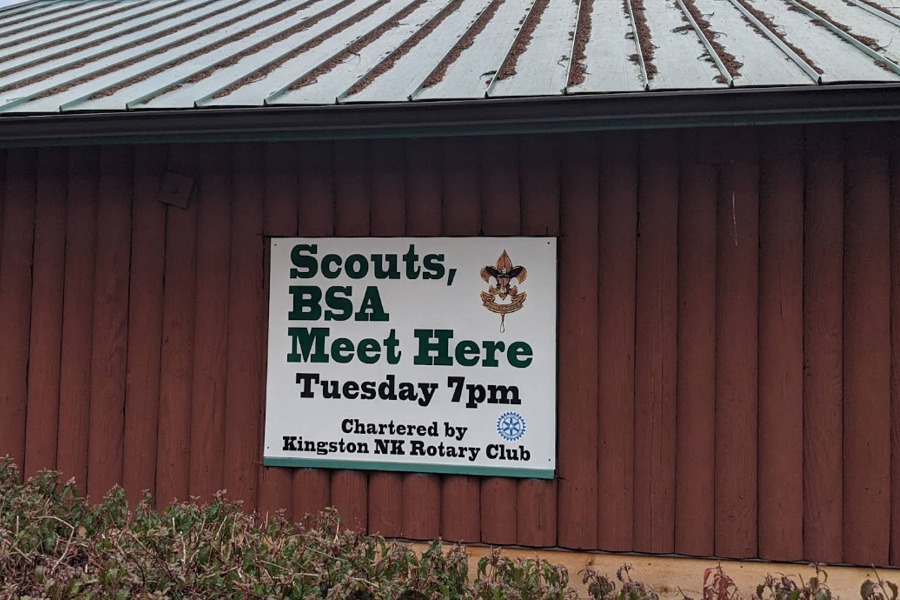 Scouts,
BSA
Meet Here
Tuesday 7pm
Chartered by
Kingston NK Rotary Club